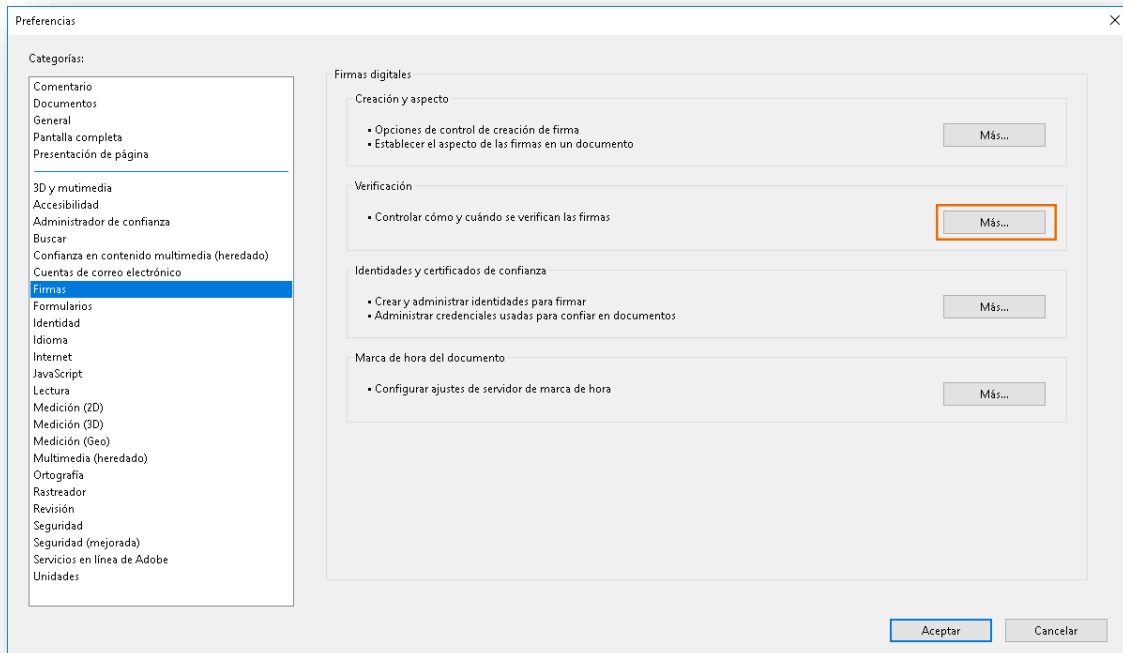 Preferencias
Categorías:
Comentario
Documentos
General
Pantalla completa
Presentación de página
3D y mutimedia
Accesibilidad
Administrador de confianza
Buscar
Confianza en contenido multimedia (heredado)
Cuentas de correo electrónico
Firmas
Formularios
Identidad
Idioma
Internet
JavaScript
Lectura
Medición (2D)
Medición (3D)
Medición (Geo)
Multimedia (heredado)
Ortografía
Rastreador
Revisión
Seguridad
Seguridad (mejorada)
Servicios en línea de Adobe
Unidades
Firmas digitales
Creación y aspecto
▪ Opciones de control de creación de firma
▪ Establecer el aspecto de las firmas en un documento
Más...
Verificación
▪ Controlar cómo y cuándo se verifican las firmas
Más...
Identidades y certificados de confianza
▪ Crear y administrar identidades para firmar
▪ Administrar credenciales usadas para confiar en documentos
Más...
Marca de hora del documento
▪ Configurar ajustes de servidor de marca de hora
Más...
Aceptar
Cancelar